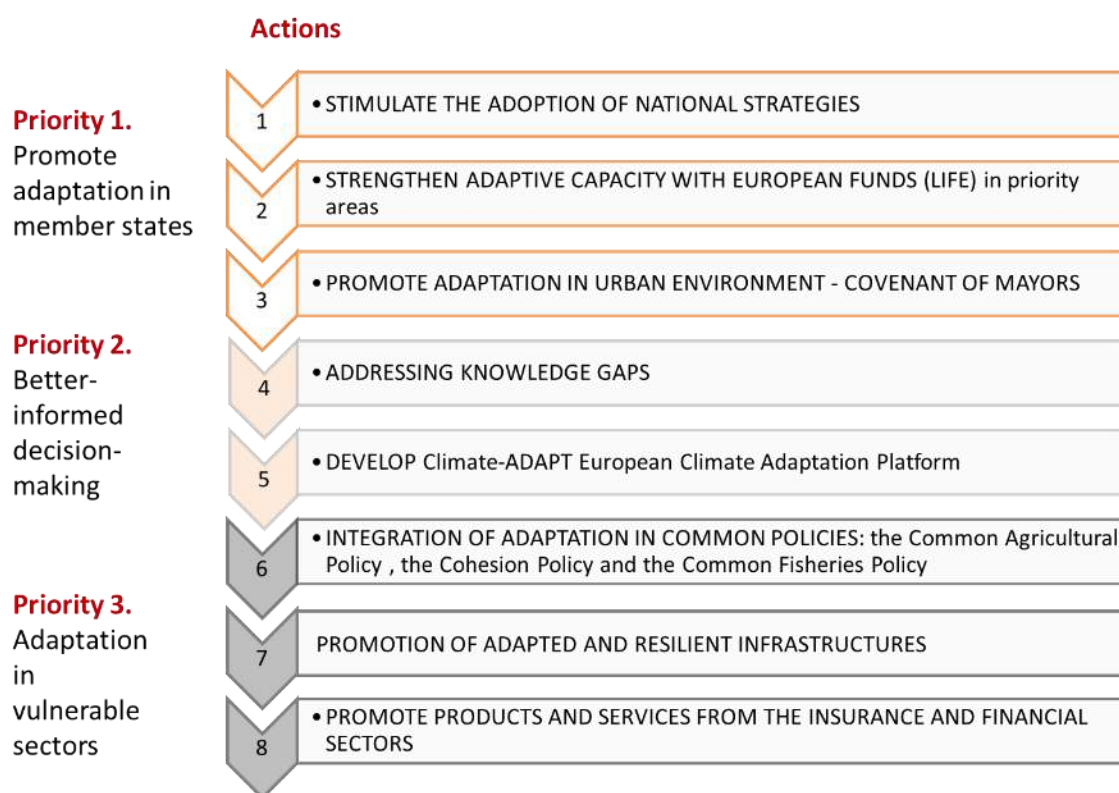 Actions
Priority 1.
Promote
adaptation in
member states
1
• STIMULATE THE ADOPTION OF NATIONAL STRATEGIES
2
• STRENGTHEN ADAPTIVE CAPACITY WITH EUROPEAN FUNDS (LIFE) in priority
areas
3
• PROMOTE ADAPTATION IN URBAN ENVIRONMENT - COVENANT OF MAYORS
Priority 2.
Better-
informed
decision-
making
4
• ADDRESSING KNOWLEDGE GAPS
5
• DEVELOP Climate-ADAPT European Climate Adaptation Platform
Priority 3.
Adaptation
in
vulnerable
sectors
6
• INTEGRATION OF ADAPTATION IN COMMON POLICIES: the Common Agricultural
Policy , the Cohesion Policy and the Common Fisheries Policy
7
PROMOTION OF ADAPTED AND RESILIENT INFRASTRUCTURES
8
• PROMOTE PRODUCTS AND SERVICES FROM THE INSURANCE AND FINANCIAL
SECTORS